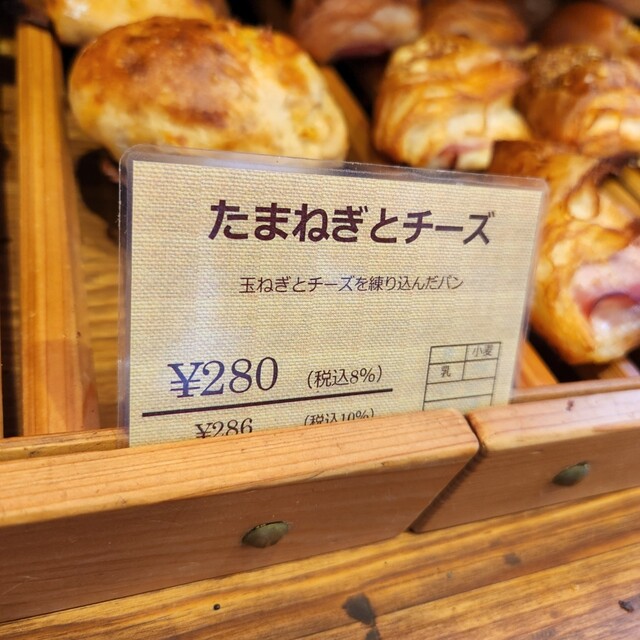 たまねぎとチーズ
玉ねぎとチーズを練り込んだパン
¥280 (税込8%)
小麦
乳
¥286 (税込10%)